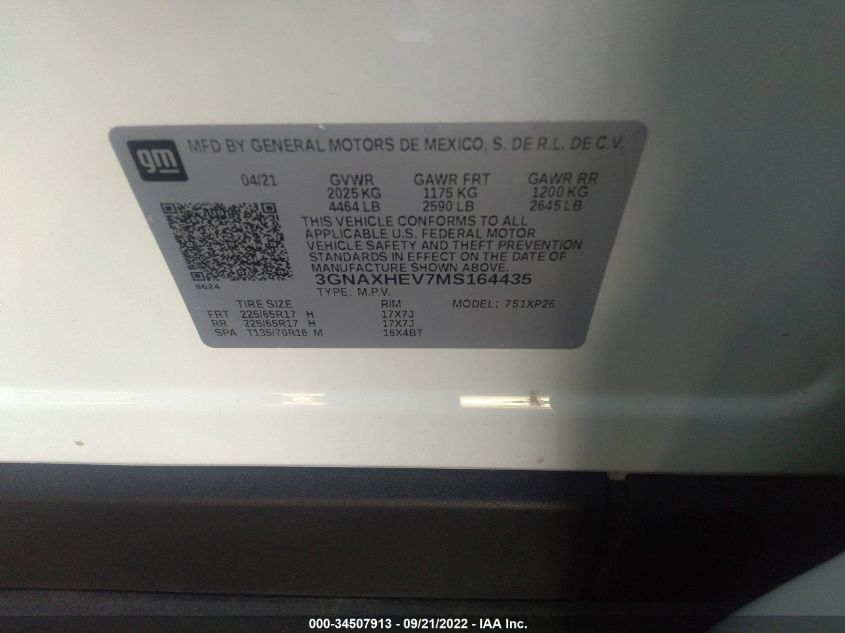 gm MFD BY GENERAL MOTORS DE MEXICO, S. DE R.L. DE C.V.
04/21 GVWR GAWR FRT GAWR RR
2025 KG 1175 KG 1200 KG
4464 LB 2590 LB 2645 LB
THIS VEHICLE CONFORMS TO ALL
APPLICABLE U.S. FEDERAL MOTOR
VEHICLE SAFETY AND THEFT PREVENTION
STANDARDS IN EFFECT ON THE DATE OF
MANUFACTURE SHOWN ABOVE.
8624 3GNAXHEV7MS164435
TYPE: M.P.V.
TIRE SIZE RIM MODEL: 751XP26
FRT 225/65R17 H 17X7J
RR 225/65R17 H 17X7J
SPA T135/70R16 M 16X4BT
000-34507913 - 09/21/2022 - IAA Inc.